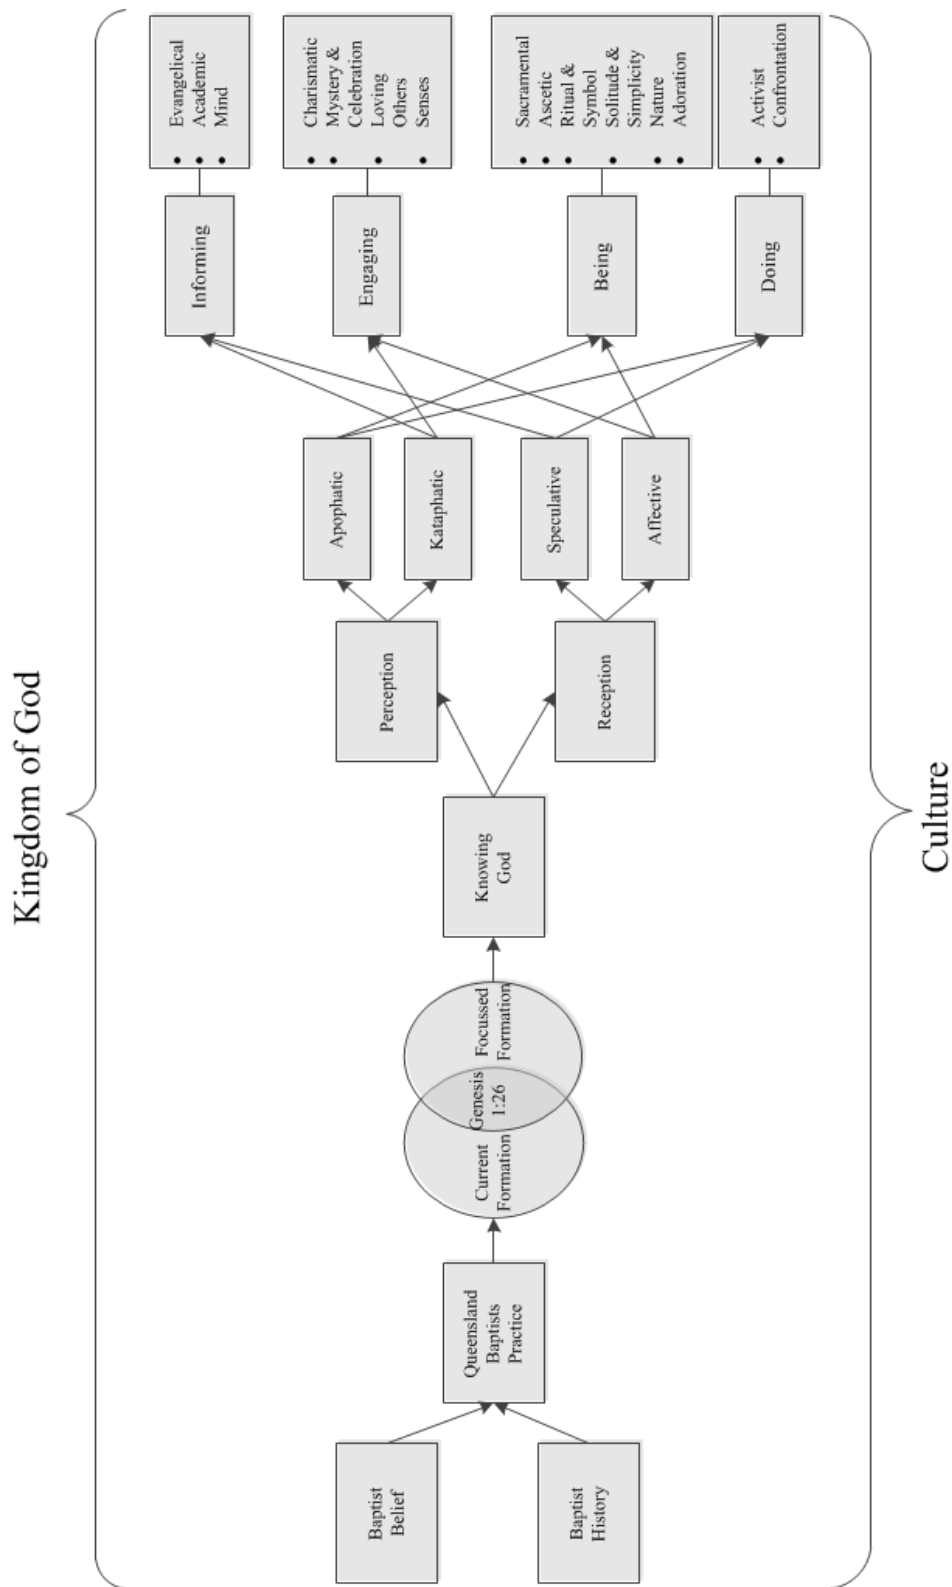 Kingdom of God
Baptist
Belief
Baptist
History
Queensland
Baptists
Practice
Current
Formation
Genesis
1:26
Focussed
Formation
Knowing
God
Perception
Reception
Apophatic
Kataphatic
Speculative
Affective
Informing
Engaging
Being
Doing
• Evangelical
• Academic
• Mind
• Charismatic
• Mystery &
Celebration
• Loving
Others
• Senses
• Sacramental
• Ascetic
• Ritual &
Symbol
• Solitude &
Simplicity
• Nature
• Adoration
• Activist
• Confrontation
Culture